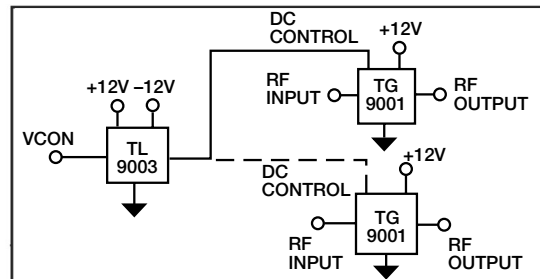 DC
CONTROL
+12V
RF
INPUT
TG
9001
RF
OUTPUT
+12V –12V
VCON
TL
9003
DC
CONTROL
+12V
TG
9001
RF
INPUT
RF
OUTPUT